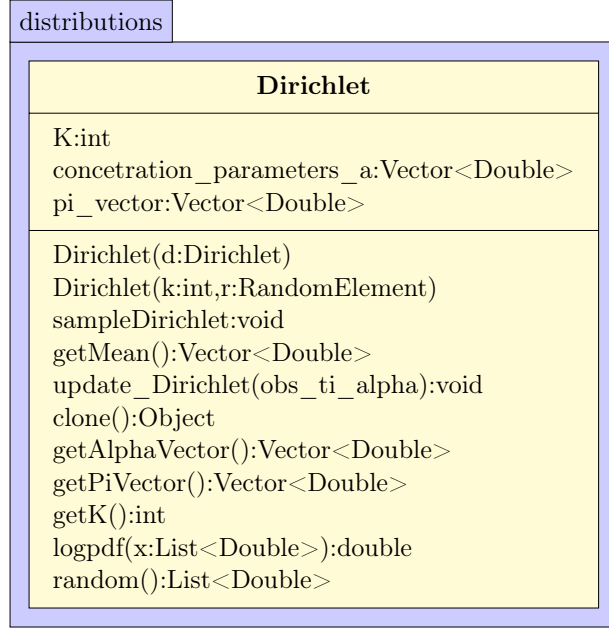 distributions
Dirichlet
K:int
concetration_parameters_a:Vector<Double>
pi_vector:Vector<Double>
Dirichlet(d:Dirichlet)
Dirichlet(k:int,r:RandomElement)
sampleDirichlet:void
getMean():Vector<Double>
update_Dirichlet(obs_ti_alpha):void
clone():Object
getAlphaVector():Vector<Double>
getPiVector():Vector<Double>
getK():int
logpdf(x:List<Double>):double
random():List<Double>